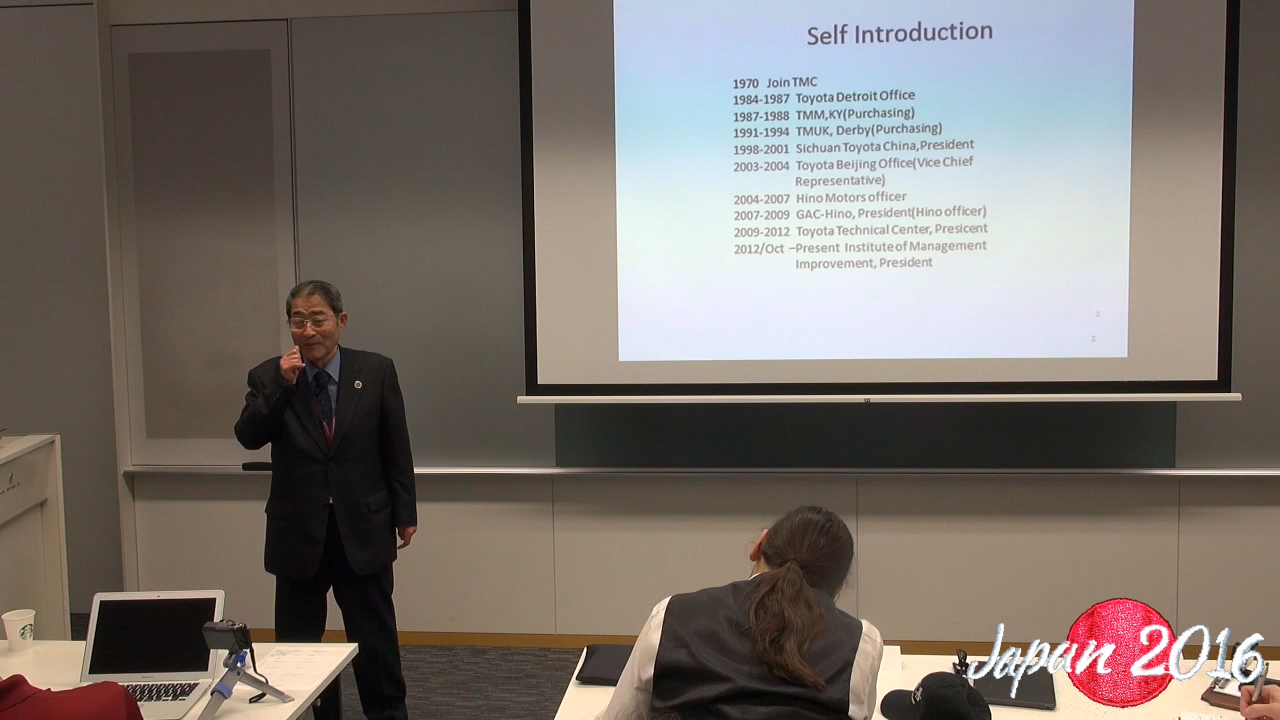 Self Introduction
1970 Join TMC
1984-1987 Toyota Detroit Office
1987-1988 TMM,KY(Purchasing)
1991-1994 TMUK, Derby(Purchasing)
1998-2001 Sichuan Toyota China,President
2003-2004 Toyota Beijing Office(Vice Chief
Representative)
2004-2007 Hino Motors officer
2007-2009 GAC-Hino, President(Hino officer)
2009-2012 Toyota Technical Center, Presicent
2012/Oct –Present Institute of Management
Improvement, President
2
2
Japan 2016